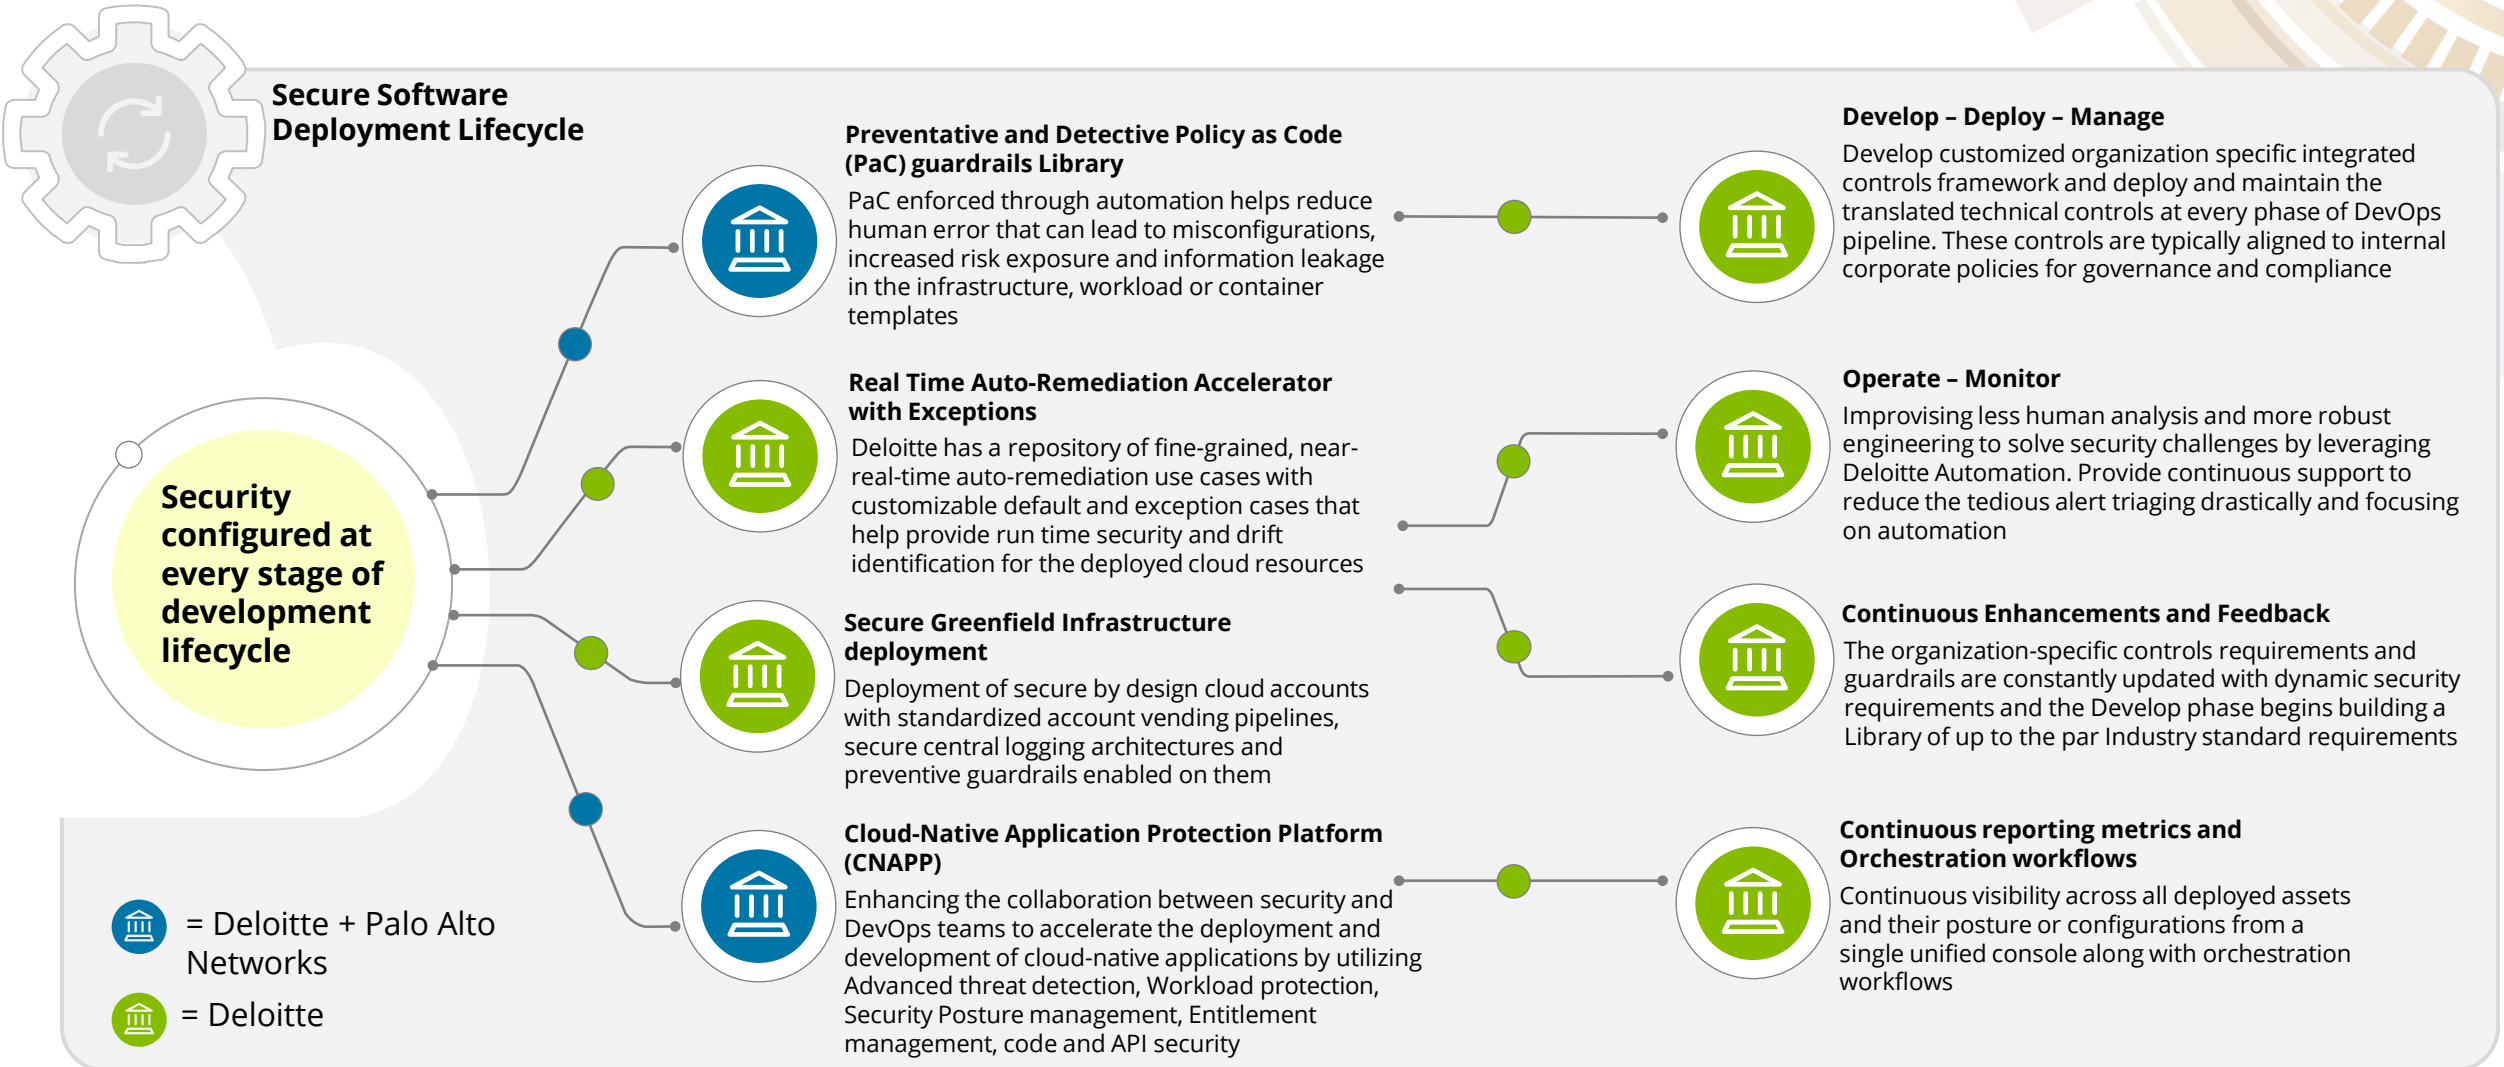 Secure Software
Deployment Lifecycle
Security
configured at
every stage of
development
lifecycle
Preventative and Detective Policy as Code
(PaC) guardrails Library
PaC enforced through automation helps reduce
human error that can lead to misconfigurations,
increased risk exposure and information leakage
in the infrastructure, workload or container
templates
Real Time Auto-Remediation Accelerator
with Exceptions
Deloitte has a repository of fine-grained, near-
real-time auto-remediation use cases with
customizable default and exception cases that
help provide run time security and drift
identification for the deployed cloud resources
Secure Greenfield Infrastructure
deployment
Deployment of secure by design cloud accounts
with standardized account vending pipelines,
secure central logging architectures and
preventive guardrails enabled on them
Cloud-Native Application Protection Platform
(CNAPP)
Enhancing the collaboration between security and
DevOps teams to accelerate the deployment and
development of cloud-native applications by utilizing
Advanced threat detection, Workload protection,
Security Posture management, Entitlement
management, code and API security
Develop – Deploy – Manage
Develop customized organization specific integrated
controls framework and deploy and maintain the
translated technical controls at every phase of DevOps
pipeline. These controls are typically aligned to internal
corporate policies for governance and compliance
Operate – Monitor
Improvising less human analysis and more robust
engineering to solve security challenges by leveraging
Deloitte Automation. Provide continuous support to
reduce the tedious alert triaging drastically and focusing
on automation
Continuous Enhancements and Feedback
The organization-specific controls requirements and
guardrails are constantly updated with dynamic security
requirements and the Develop phase begins building a
Library of up to the par Industry standard requirements
Continuous reporting metrics and
Orchestration workflows
Continuous visibility across all deployed assets
and their posture or configurations from a
single unified console along with orchestration
workflows
= Deloitte + Palo Alto
Networks
= Deloitte